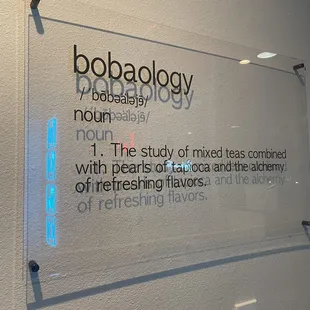 bobaology
/ bōbəäləjē/
noun
1. The study of mixed teas combined
with pearls of tapioca and the alchemy
of refreshing flavors.